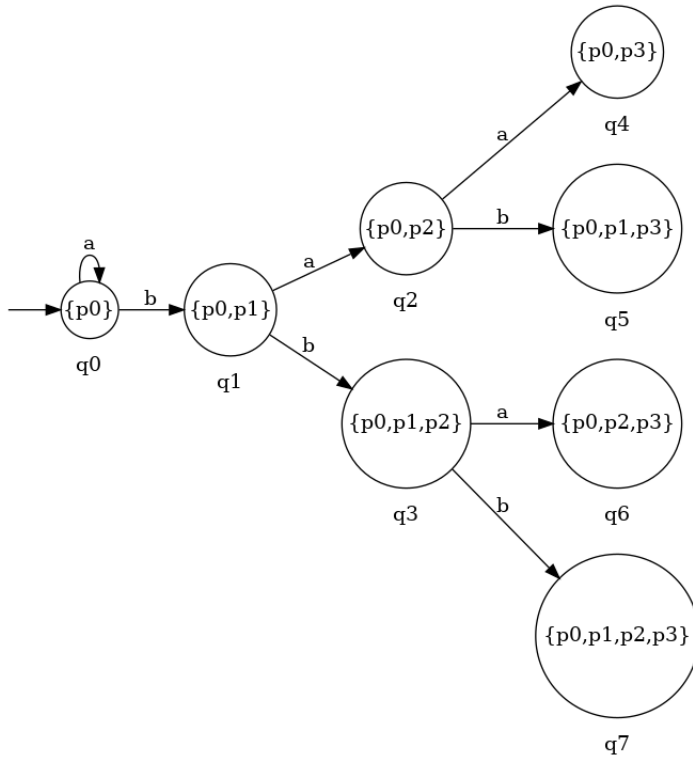 {p0,p3}
a
q4
{p0,p2}
b
{p0,p1,p3}
a
a
{p0}
b
{p0,p1}
q2
q5
q0
q1
b
{p0,p1,p2}
a
{p0,p2,p3}
q3
b
q6
{p0,p1,p2,p3}
q7